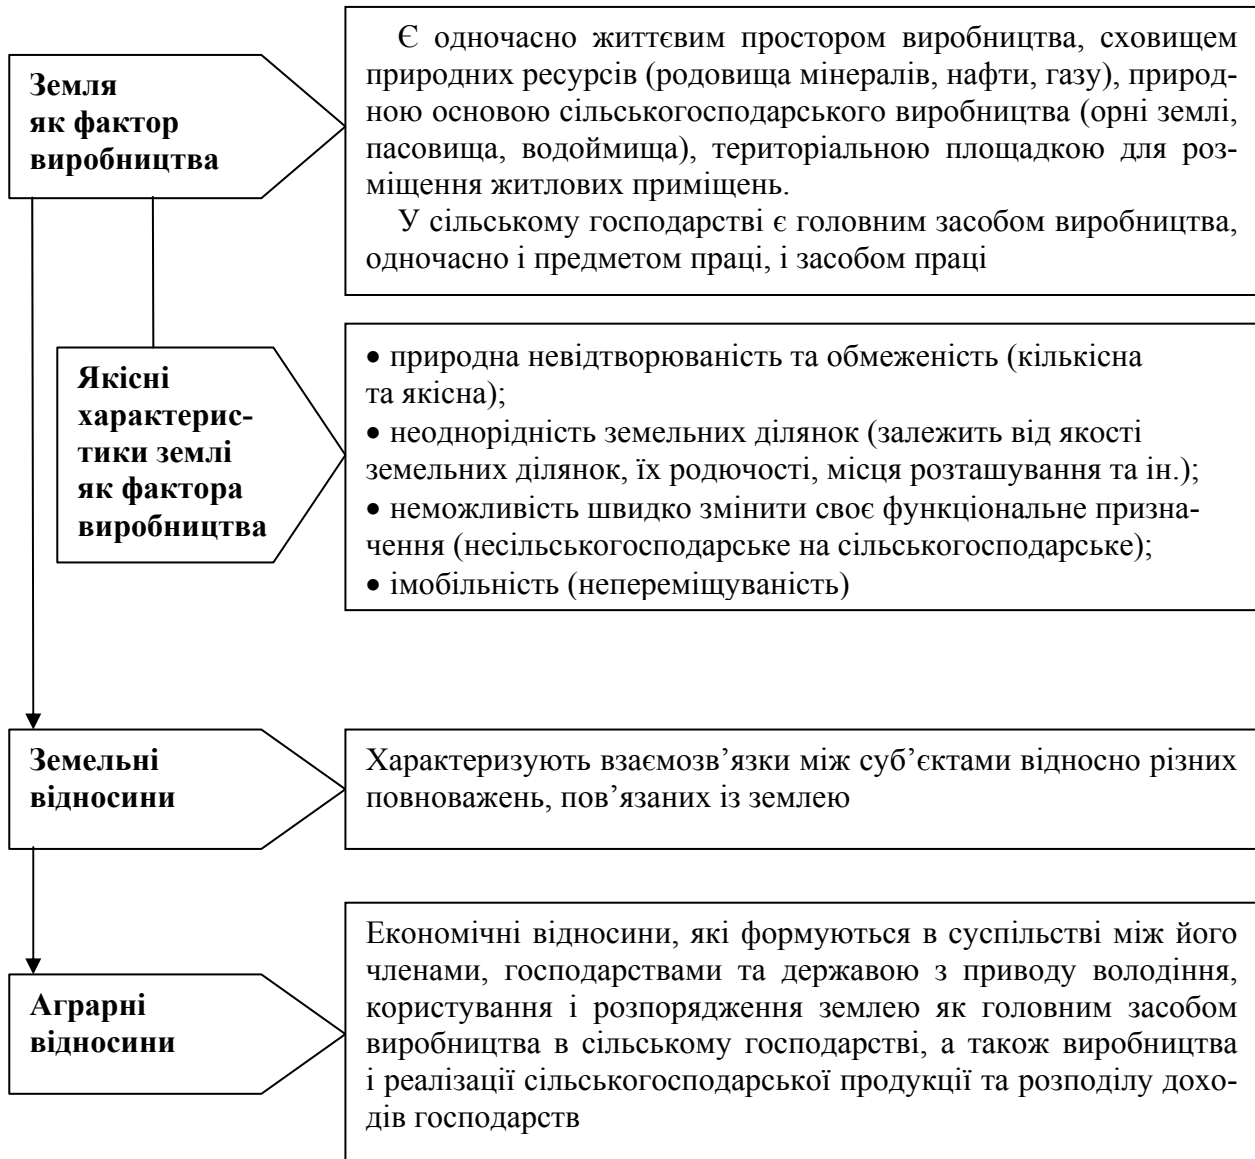 Земля
як фактор
виробництва
Є одночасно життєвим простором виробництва, сховищем
природних ресурсів (родовища мінералів, нафти, газу), природ-
ною основою сільськогосподарського виробництва (орні землі,
пасовища, водоймища), територіальною площадкою для роз-
міщення житлових приміщень.
У сільському господарстві є головним засобом виробництва,
одночасно і предметом праці, і засобом праці
Якісні
характерис-
тики землі
як фактора
виробництва
• природна невідтворюваність та обмеженість (кількісна
та якісна);
• неоднорідність земельних ділянок (залежить від якості
земельних ділянок, їх родючості, місця розташування та ін.);
• неможливість швидко змінити своє функціональне призна-
чення (несільськогосподарське на сільськогосподарське);
• імобільність (непереміщуваність)
Земельні
відносини
Характеризують взаємозв’язки між суб’єктами відносно різних
повноважень, пов’язаних із землею
Аграрні
відносини
Економічні відносини, які формуються в суспільстві між його
членами, господарствами та державою з приводу володіння,
користування і розпорядження землею як головним засобом
виробництва в сільському господарстві, а також виробництва
і реалізації сільськогосподарської продукції та розподілу дохо-
дів господарств